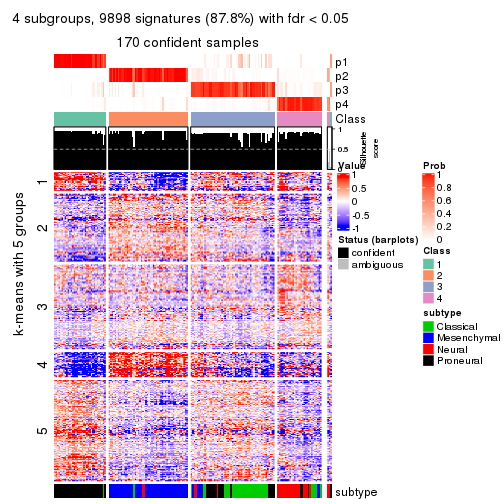 4 subgroups, 9898 signatures (87.8%) with fdr < 0.05
170 confident samples
p1
p2
p3
p4
Class
1
0.5
0
Silhouette
score
k-means with 5 groups
1
2
3
4
5
subtype
Value
1
0.5
0
-0.5
-1
Status (barplots)
confident
ambiguous
Prob
1
0.8
0.6
0.4
0.2
0
Class
1
2
3
4
subtype
Classical
Mesenchymal
Neural
Proneural